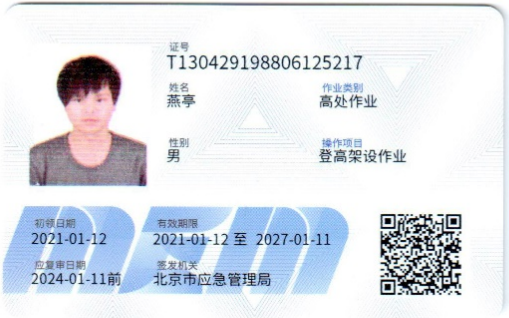 证号
T130429198806125217
姓名
燕亭
作业类别
高处作业
性别
男
操作项目
登高架设作业
初领日期
2021-01-12
有效期限
2021-01-12 至 2027-01-11
应复审日期
2024-01-11前
签发机关
北京市应急管理局